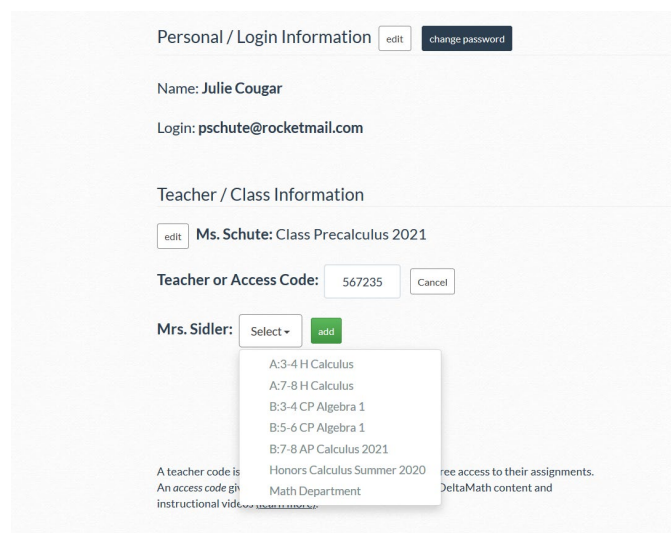 Personal / Login Information edit change password
Name: Julie Cougar
Login: pschute@rocketmail.com
Teacher / Class Information
edit Ms. Schute: Class Precalculus 2021
Teacher or Access Code: 567235 Cancel
Mrs. Sidler: Select add
A:3-4 H Calculus
A:7-8 H Calculus
B:3-4 CP Algebra 1
B:5-6 CP Algebra 1
B:7-8 AP Calculus 2021
Honors Calculus Summer 2020
Math Department
A teacher code is ree access to their assignments.
An access code giv DeltaMath content and
instructional videos (learn more).